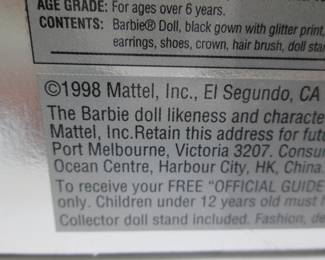 AGE GRADE: For ages over 6 years.
CONTENTS: Barbie® Doll, black gown with glitter print,
earrings, shoes, crown, hair brush, doll stan
©1998 Mattel, Inc., El Segundo, CA
The Barbie doll likeness and characte
Mattel, Inc.Retain this address for futu
Port Melbourne, Victoria 3207. Consu
Ocean Centre, Harbour City, HK, China.
To receive your FREE "OFFICIAL GUIDE
only. Children under 12 years old must
Collector doll stand included. Fashion, de